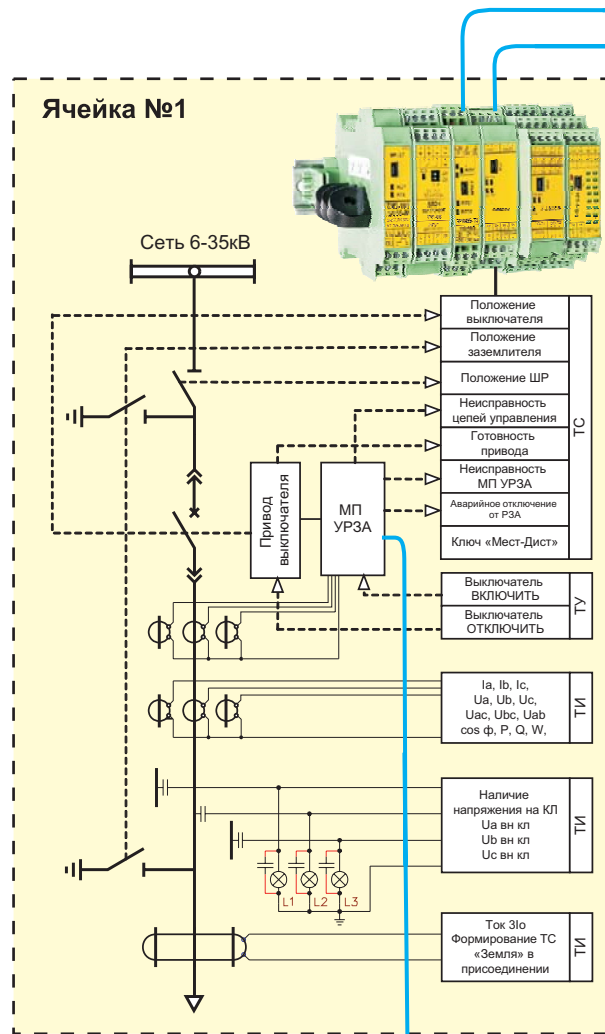 Ячейка №1
Сеть 6-35кВ
Положение
выключателя
Положение
заземлителя
Положение ШР
Неисправность
цепей управления
Готовность
привода
Неисправность
МП УРЗА
Аварийное отключение
от РЗА
Ключ «Мест-Дист»
ТС
Привод
выключателя
МП
УРЗА
Выключатель
ВКЛЮЧИТЬ
Выключатель
ОТКЛЮЧИТЬ
ТУ
Ia, Ib, Ic,
Ua, Ub, Uc,
Uac, Ubc, Uab
cos ф, P, Q, W,
ТИ
Наличие
напряжения на КЛ
Ua вн кл
Ub вн кл
Uc вн кл
ТИ
L1 L2 L3
Ток 3Io
Формирование ТС
«Земля» в
присоединении
ТИ